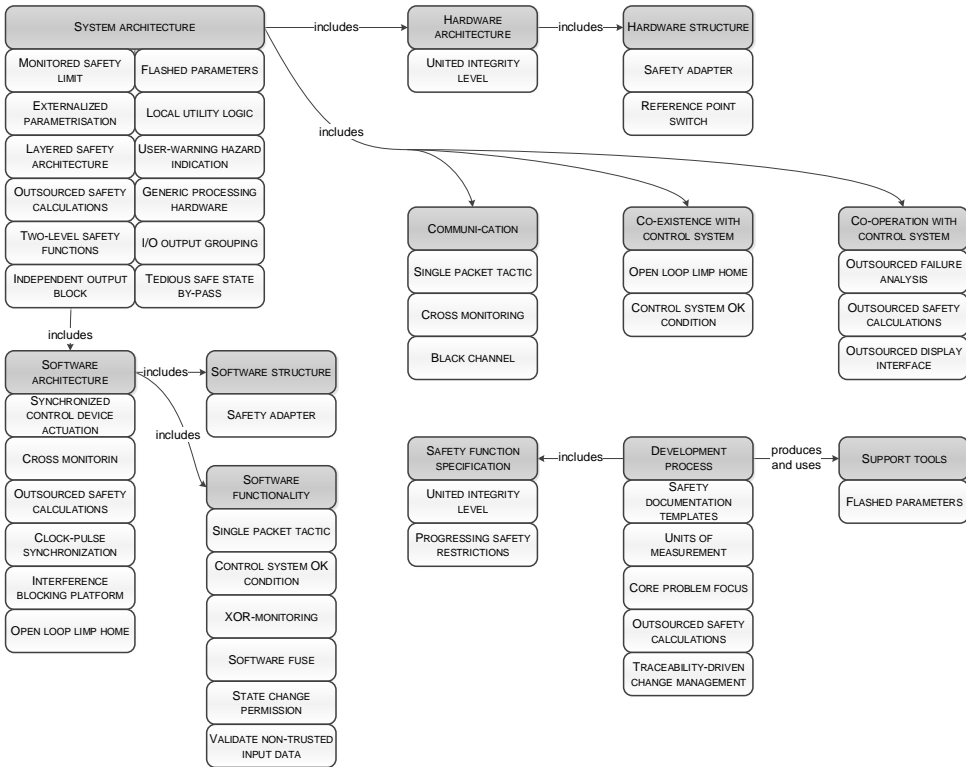 SYSTEM ARCHITECTURE
MONITORED SAFETY
LIMIT
FLASHED PARAMETERS
EXTERNALIZED
PARAMETRISATION
LOCAL UTILITY LOGIC
LAYERED SAFETY
ARCHITECTURE
USER-WARNING HAZARD
INDICATION
OUTSOURCED SAFETY
CALCULATIONS
GENERIC PROCESSING
HARDWARE
TWO-LEVEL SAFETY
FUNCTIONS
I/O OUTPUT GROUPING
INDEPENDENT OUTPUT
BLOCK
TEDIOUS SAFE STATE
BY-PASS
includes
HARDWARE
ARCHITECTURE
UNITED INTEGRITY
LEVEL
includes
HARDWARE STRUCTURE
SAFETY ADAPTER
REFERENCE POINT
SWITCH
includes
COMMUNI-CATION
SINGLE PACKET TACTIC
CROSS MONITORING
BLACK CHANNEL
CO-EXISTENCE WITH
CONTROL SYSTEM
OPEN LOOP LIMP HOME
CONTROL SYSTEM OK
CONDITION
CO-OPERATION WITH
CONTROL SYSTEM
OUTSOURCED FAILURE
ANALYSIS
OUTSOURCED SAFETY
CALCULATIONS
OUTSOURCED DISPLAY
INTERFACE
includes
SOFTWARE
ARCHITECTURE
SYNCHRONIZED
CONTROL DEVICE
ACTUATION
CROSS MONITORIN
OUTSOURCED SAFETY
CALCULATIONS
CLOCK-PULSE
SYNCHRONIZATION
INTERFERENCE
BLOCKING PLATFORM
OPEN LOOP LIMP HOME
includes
SOFTWARE STRUCTURE
SAFETY ADAPTER
includes
SOFTWARE
FUNCTIONALITY
SINGLE PACKET TACTIC
CONTROL SYSTEM OK
CONDITION
XOR-MONITORING
SOFTWARE FUSE
STATE CHANGE
PERMISSION
VALIDATE NON-TRUSTED
INPUT DATA
SAFETY FUNCTION
SPECIFICATION
UNITED INTEGRITY
LEVEL
PROGRESSING SAFETY
RESTRICTIONS
includes
DEVELOPMENT
PROCESS
SAFETY
DOCUMENTATION
TEMPLATES
UNITS OF
MEASUREMENT
CORE PROBLEM FOCUS
OUTSOURCED SAFETY
CALCULATIONS
TRACEABILITY-DRIVEN
CHANGE MANAGEMENT
produces
and uses
SUPPORT TOOLS
FLASHED PARAMETERS